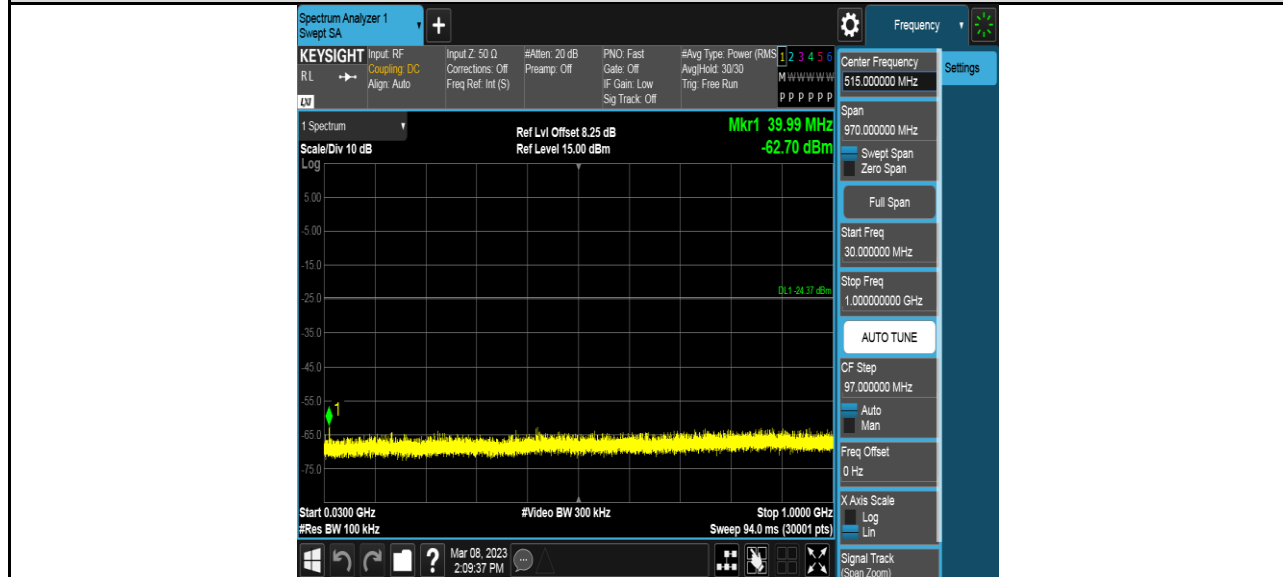 Spectrum Analyzer 1
Swept SA
+
Frequency
KEYSIGHT
RL
LXI
Input: RF
Coupling: DC
Align: Auto
Input Z: 50 Ω
Corrections: Off
Freq Ref: Int (S)
#Atten: 20 dB
Preamp: Off
PNO: Fast
Gate: Off
IF Gain: Low
Sig Track: Off
#Avg Type: Power (RMS
Avg|Hold: 30/30
Trig: Free Run
1 2 3 4 5 6
M W W W W W
P P P P P P
1 Spectrum
Scale/Div 10 dB
Log
Ref Lvl Offset 8.25 dB
Ref Level 15.00 dBm
Mkr1 39.99 MHz
-62.70 dBm
5.00
-5.00
-15.0
-25.0
-35.0
-45.0
-55.0
-65.0
-75.0
DL1 -24.37 dBm
1
Start 0.0300 GHz
#Res BW 100 kHz
#Video BW 300 kHz
Stop 1.0000 GHz
Sweep 94.0 ms (30001 pts)
?
Mar 08, 2023
2:09:37 PM
Center Frequency
515.000000 MHz
Settings
Span
970.000000 MHz
Swept Span
Zero Span
Full Span
Start Freq
30.000000 MHz
Stop Freq
1.000000000 GHz
AUTO TUNE
CF Step
97.000000 MHz
Auto
Man
Freq Offset
0 Hz
X Axis Scale
Log
Lin
Signal Track
(Span Zoom)